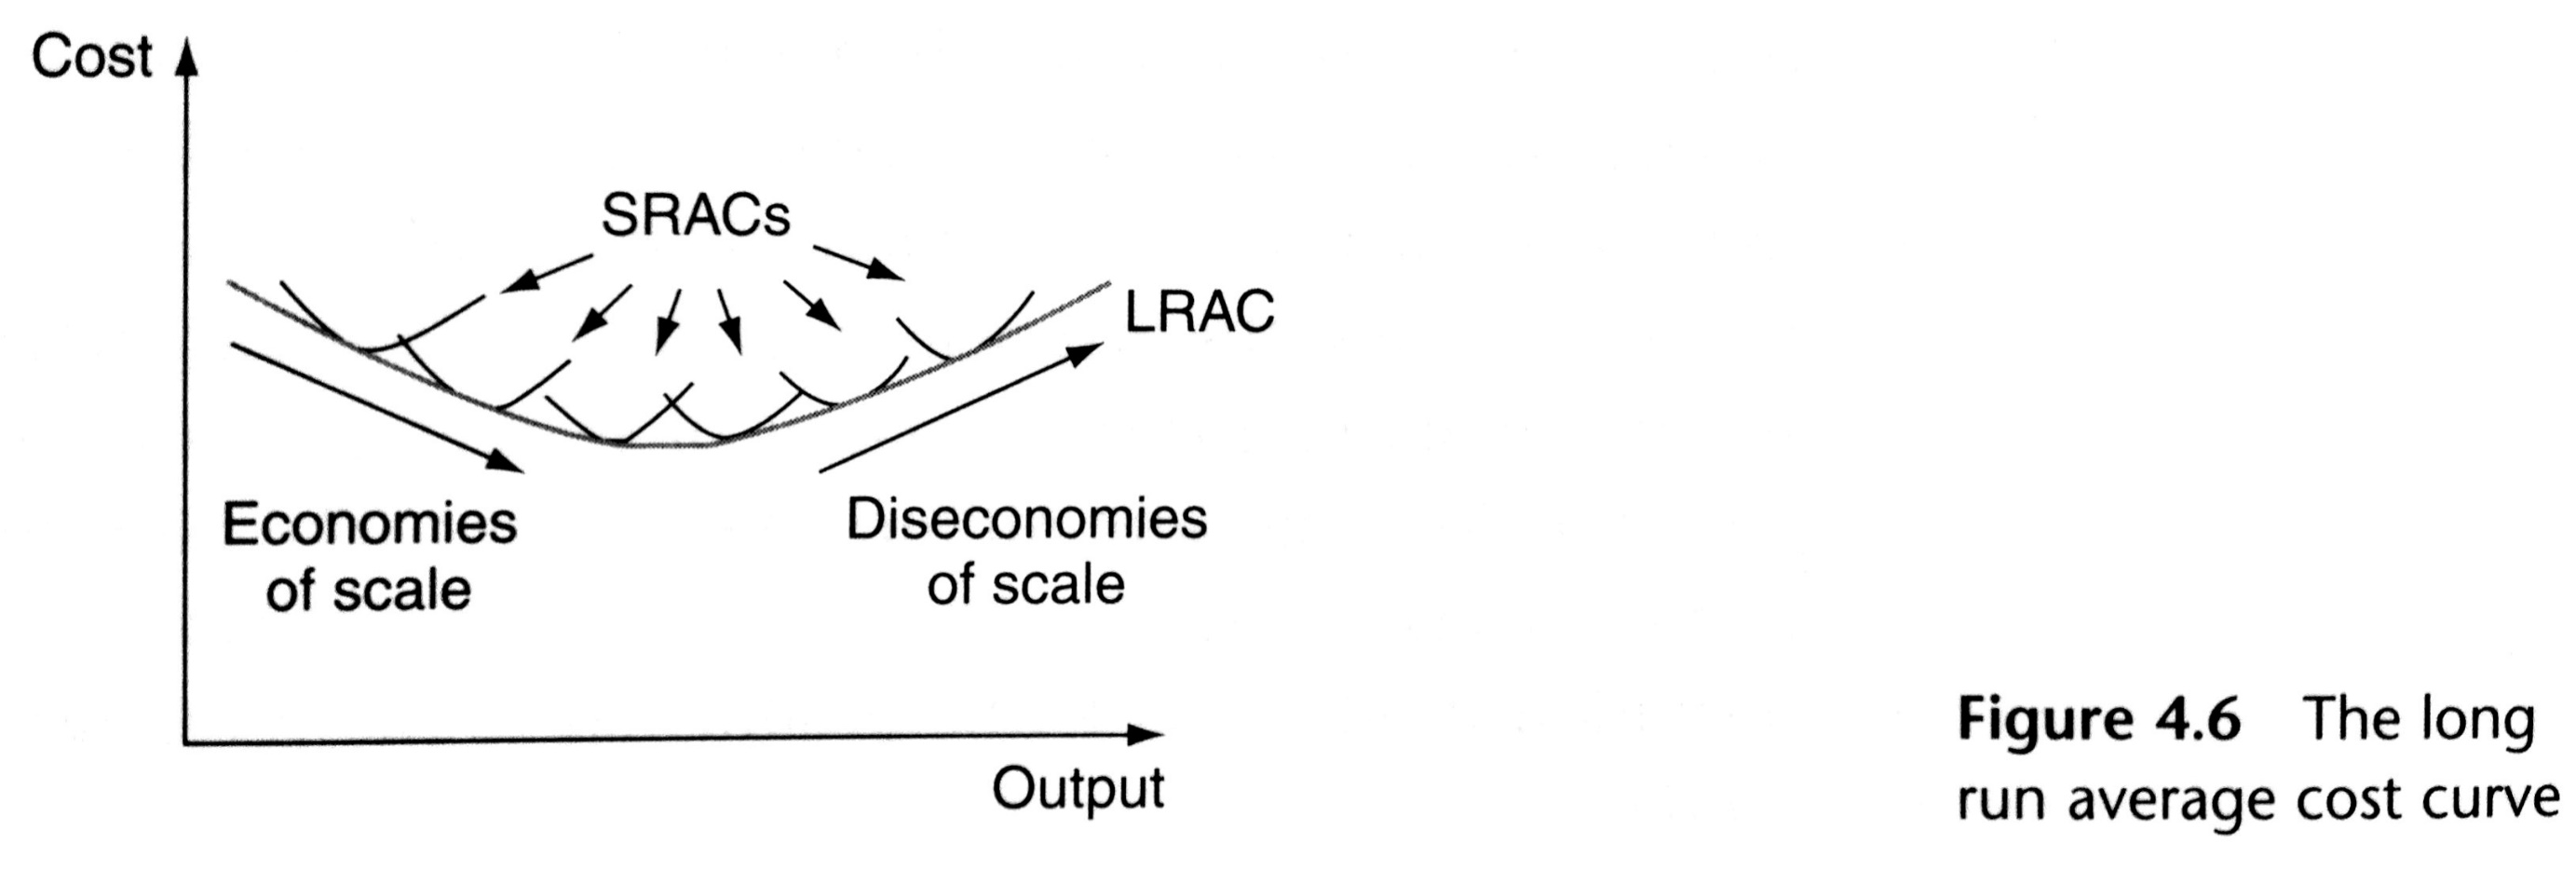 Cost
SRACs
LRAC
Economies
of scale
Diseconomies
of scale
Output
Figure 4.6 The long
run average cost curve